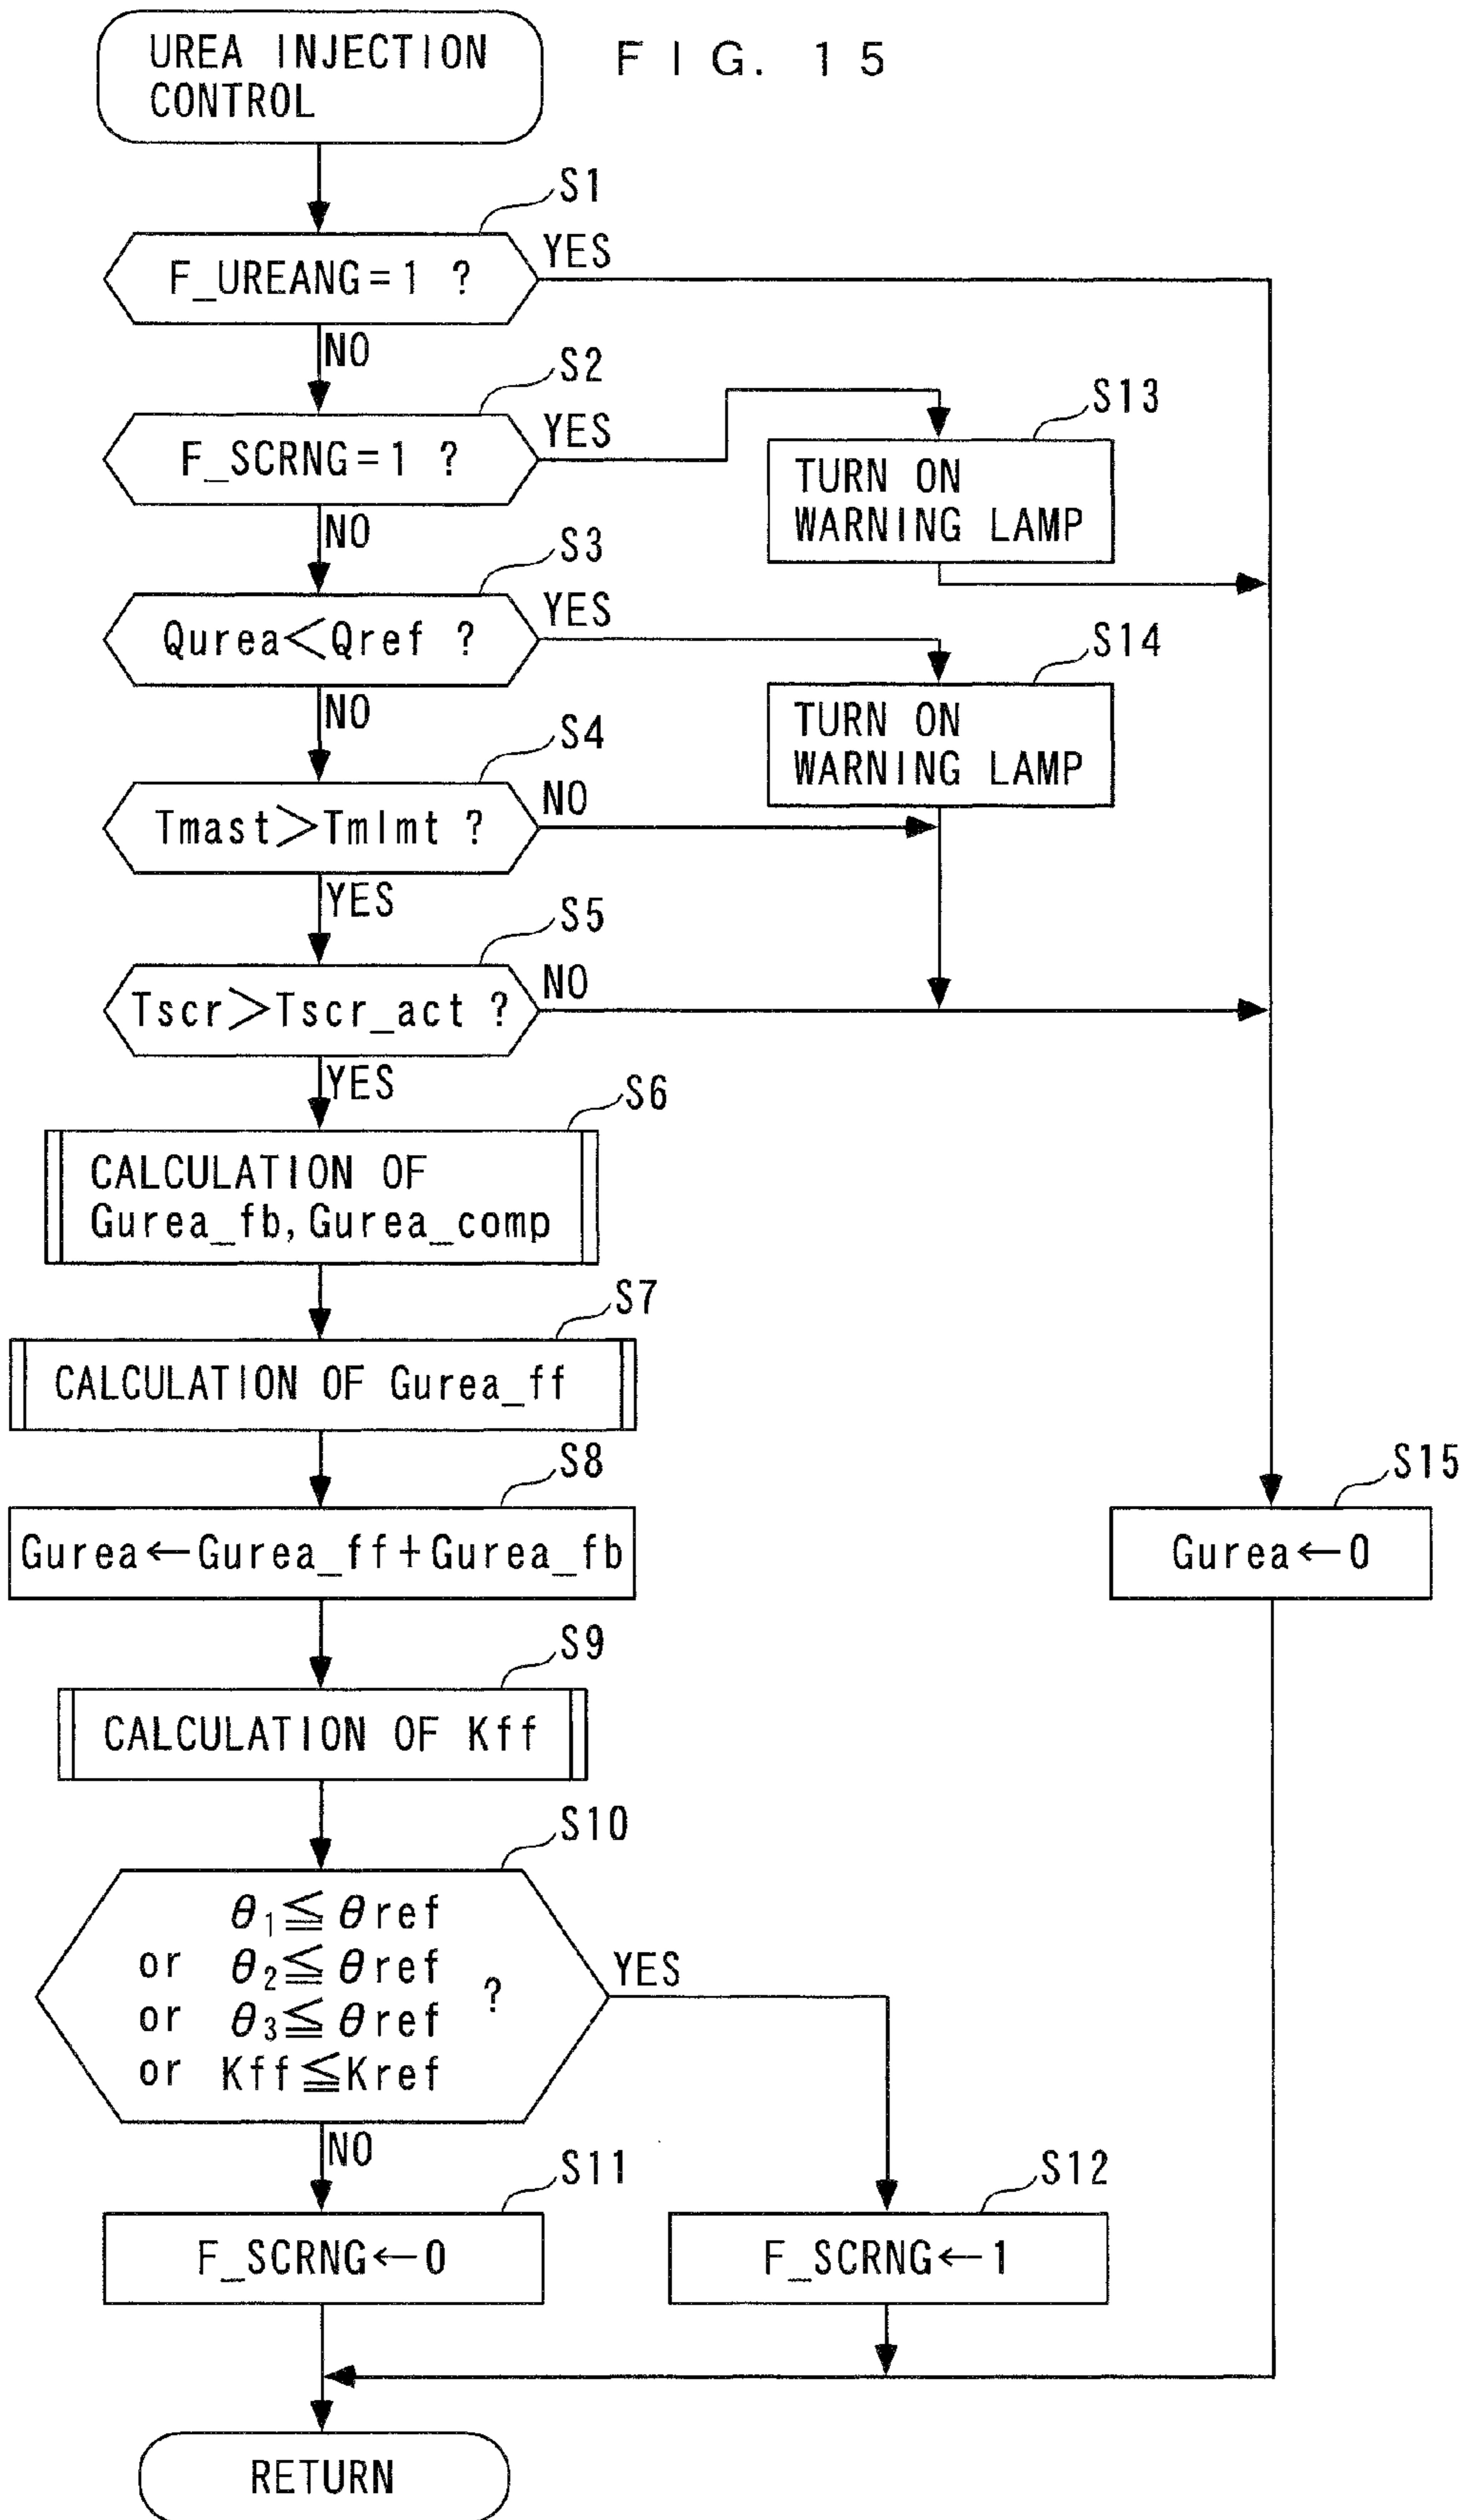 UREA INJECTION
CONTROL
FIG. 15
S1
F_UREANG=1 ?
YES
NO
S2
F_SCRNG=1 ?
YES
S13
TURN ON
WARNING LAMP
NO
S3
Qurea<Qref ?
YES
S14
TURN ON
WARNING LAMP
NO
S4
Tmast>Tmlmt ?
NO
YES
S5
Tscr>Tscr_act ?
NO
YES
S6
CALCULATION OF
Gurea_fb, Gurea_comp
S7
CALCULATION OF Gurea_ff
S8
Gurea←Gurea_ff+Gurea_fb
S15
Gurea←0
S9
CALCULATION OF Kff
S10
θ1≦θref
or θ2≦θref
or θ3≦θref
or Kff≦Kref
?
YES
NO
S11
F_SCRNG←0
S12
F_SCRNG←1
RETURN